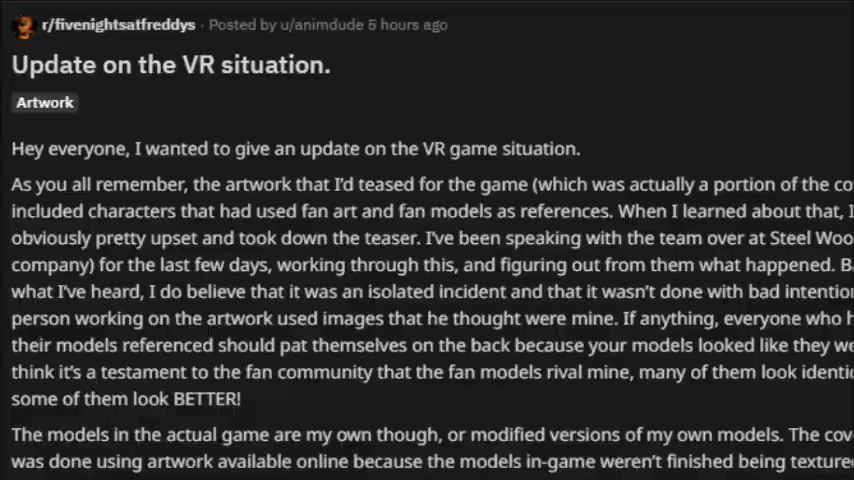 r/fivenightsatfreddys · Posted by u/animdude 5 hours ago
Update on the VR situation.
Artwork
Hey everyone, I wanted to give an update on the VR game situation.
As you all remember, the artwork that I'd teased for the game (which was actually a portion of the
included characters that had used fan art and fan models as references. When I learned about that, I
obviously pretty upset and took down the teaser. I've been speaking with the team over at Steel
company) for the last few days, working through this, and figuring out from them what happened.
what I've heard, I do believe that it was an isolated incident and that it wasn't done with bad
person working on the artwork used images that he thought were mine. If anything, everyone who
their models referenced should pat themselves on the back because your models looked like they
think it's a testament to the fan community that the fan models rival mine, many of them look
some of them look BETTER!
The models in the actual game are my own though, or modified versions of my own models. The
was done using artwork available online because the models in-game weren't finished being